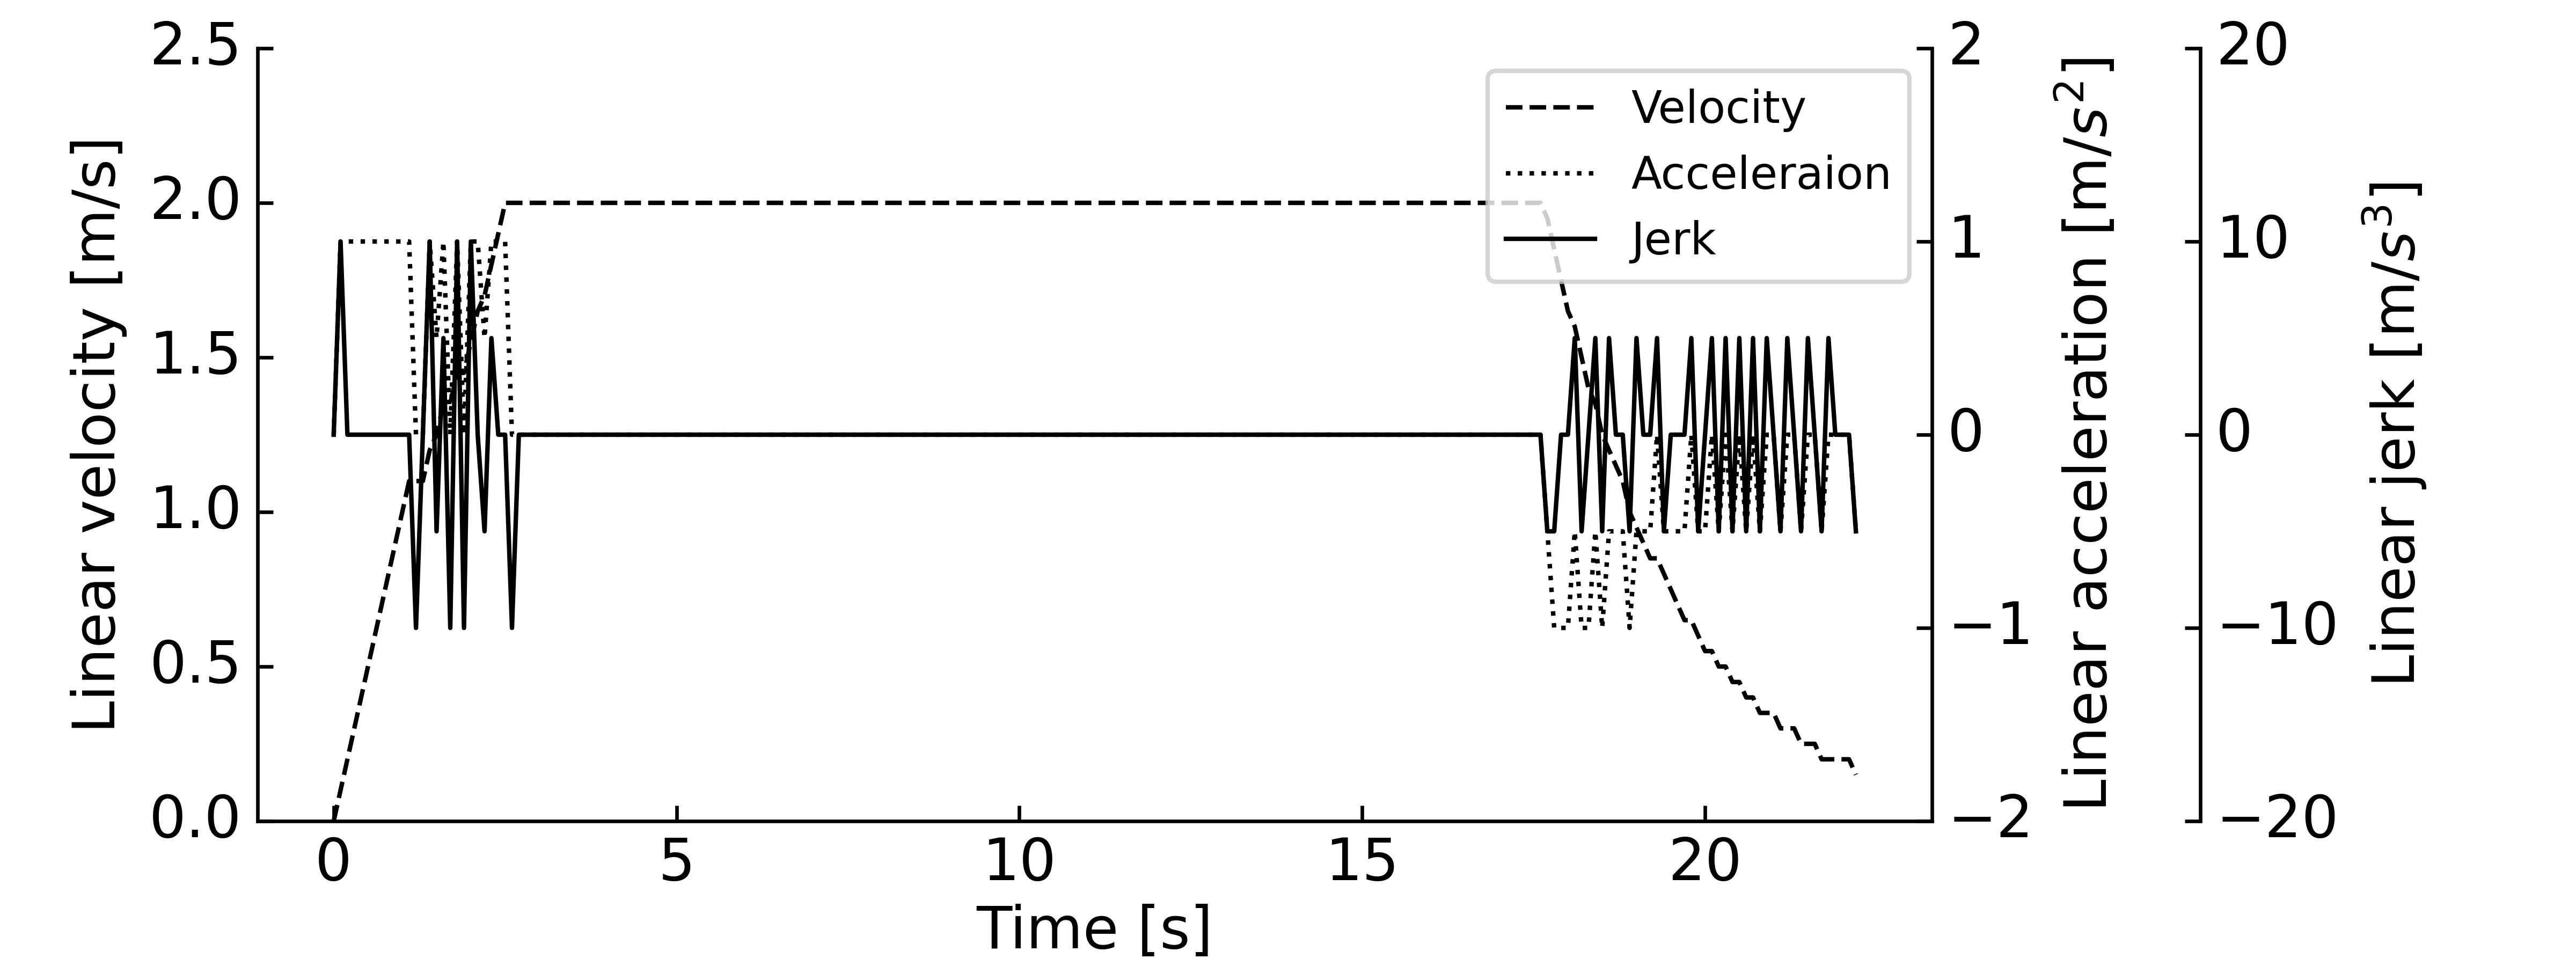 Linear velocity [m/s]
2.5
2.0
1.5
1.0
0.5
0.0
Velocity
Acceleraion
Jerk
2
1
0
−1
−2
Linear acceleration [m/s²]
20
10
0
−10
−20
Linear jerk [m/s³]
0 5 10 15 20
Time [s]